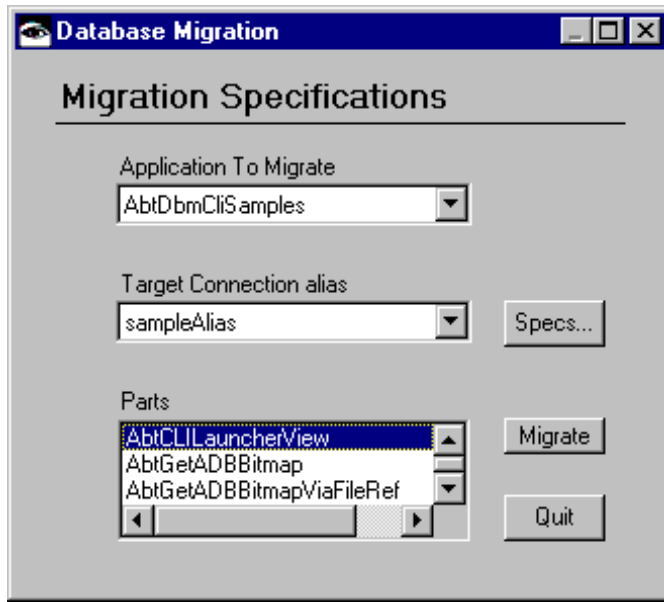 Database Migration
Migration Specifications
Application To Migrate
AbtDbmCliSamples
Target Connection alias
sampleAlias
Specs...
Parts
AbtCLILauncherView
Migrate
AbtGetADBBitmap
AbtGetADBBitmapViaFileRef
Quit